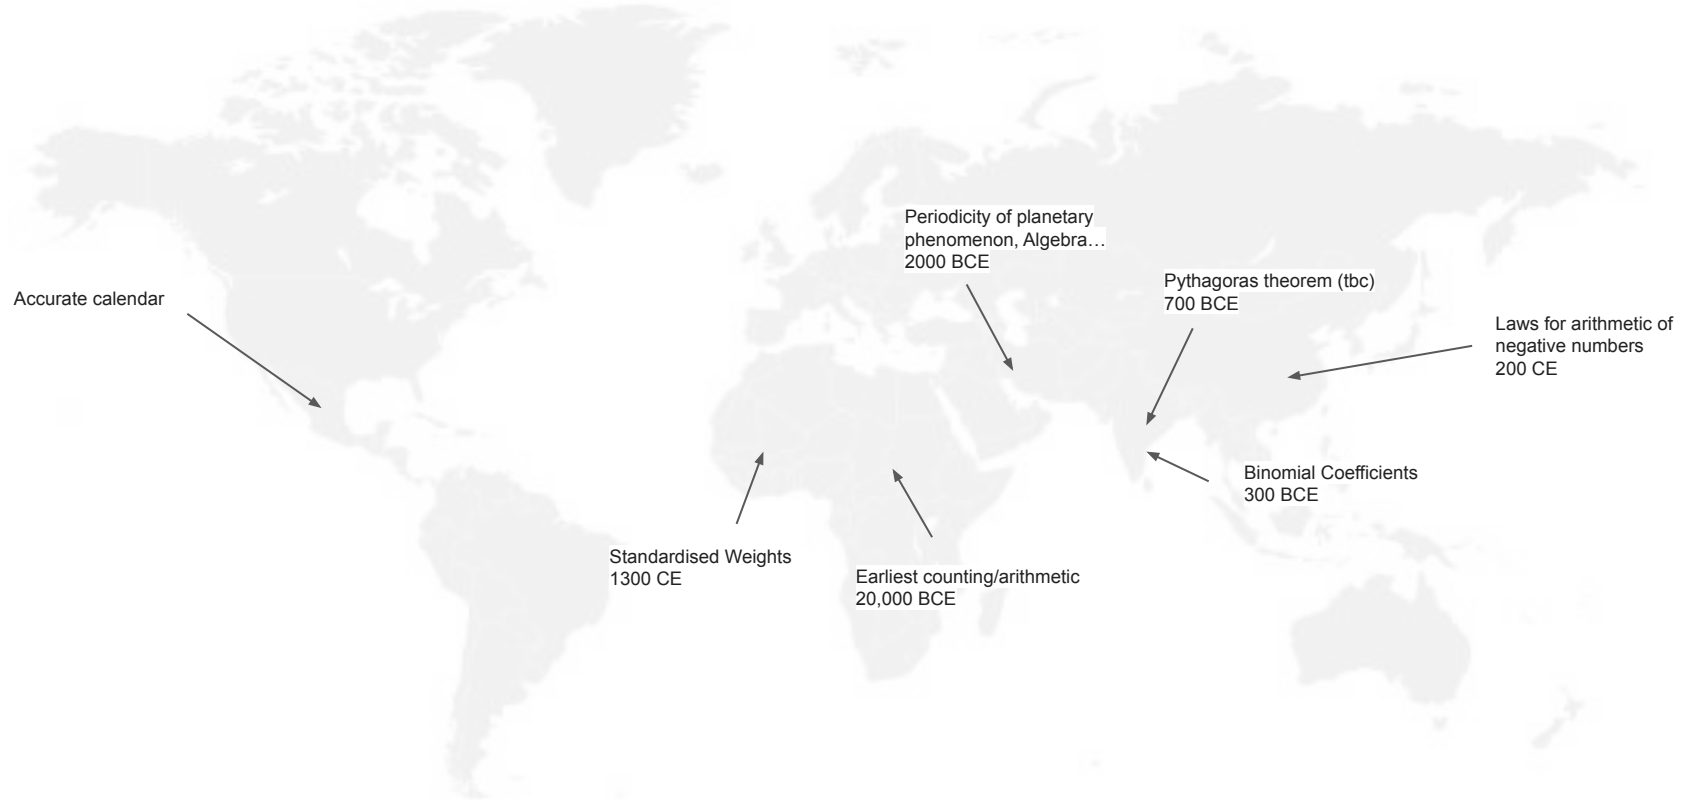 Periodicity of planetary
phenomenon, Algebra…
2000 BCE
Pythagoras theorem (tbc)
700 BCE
Accurate calendar
Laws for arithmetic of
negative numbers
200 CE
Binomial Coefficients
300 BCE
Standardised Weights
1300 CE
Earliest counting/arithmetic
20,000 BCE